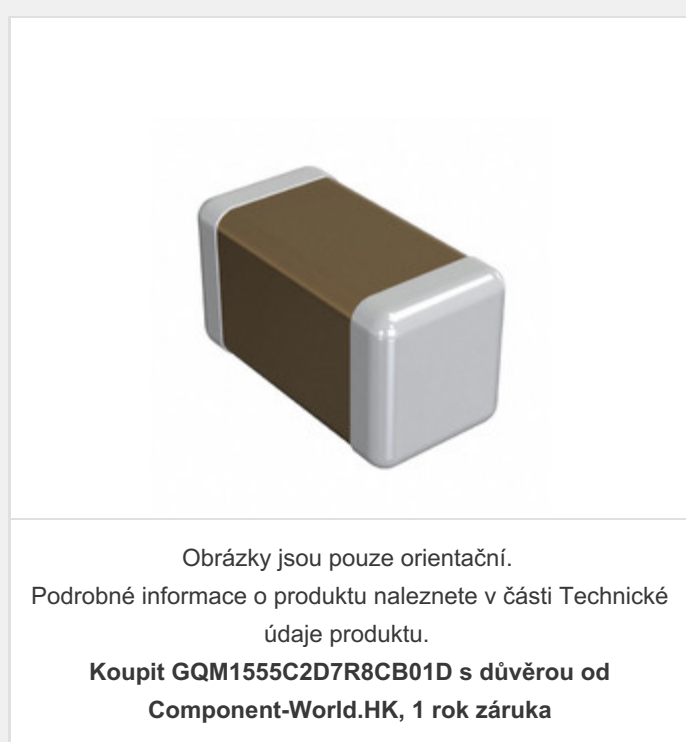 Obrázky jsou pouze orientační.
Podrobné informace o produktu naleznete v části Technické
údaje produktu.
Koupit GQM1555C2D7R8CB01D s důvěrou od
Component-World.HK, 1 rok záruka